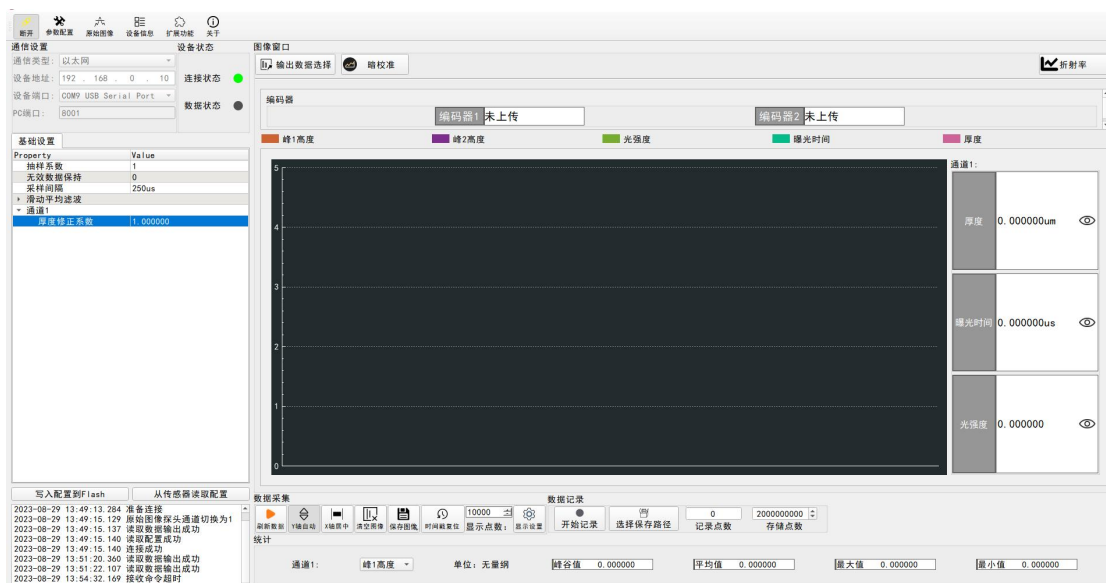 断开 参数配置 原始图像 设备信息 扩展功能 关于
通信设置 设备状态
通信类型: 以太网
设备地址: 192 . 168 . 0 . 10 连接状态
设备端口: COM9 USB Serial Port 数据状态
PC端口: 8001
基础设置
Property Value
抽样系数 1
无效数据保持 0
采样间隔 250us
滑动平均滤波
通道1
厚度修正系数 1.000000
写入配置到Flash 从传感器读取配置
2023-08-29 13:49:13.284 准备连接
2023-08-29 13:49:15.129 原始图像探头通道切换为1
2023-08-29 13:49:15.137 读取数据输出成功
2023-08-29 13:49:15.140 读取配置成功
2023-08-29 13:49:15.140 连接成功
2023-08-29 13:51:20.360 读取数据输出成功
2023-08-29 13:51:22.107 读取数据输出成功
2023-08-29 13:54:32.169 接收命令超时
图像窗口
输出数据选择 暗校准 折射率
编码器
编码器1 未上传 编码器2 未上传
峰1高度 峰2高度 光强度 曝光时间 厚度
5
4
3
2
1
0
通道1:
厚度 0.000000um
曝光时间 0.000000us
光强度 0.000000
数据采集 数据记录
刷新数据 Y轴自动 X轴居中 清空图像 保存图像 时间戳复位 10000 显示点数: 显示设置 开始记录 选择保存路径 0 记录点数 2000000000 存储点数
统计
通道1: 峰1高度 单位: 无量纲 峰谷值 0.000000 平均值 0.000000 最大值 0.000000 最小值 0.000000